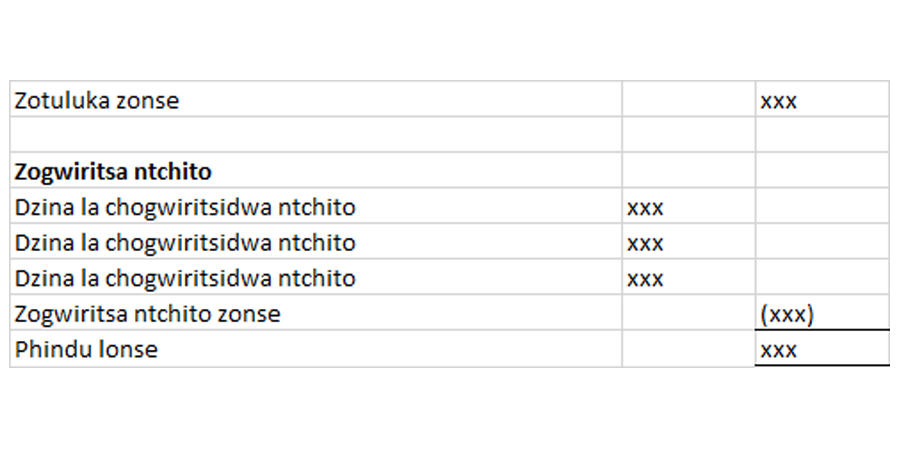 Zotuluka zonse xxx
Zogwiritsa ntchito
Dzina la chogwiritsidwa ntchito xxx
Dzina la chogwiritsidwa ntchito xxx
Dzina la chogwiritsidwa ntchito xxx
Zogwiritsa ntchito zonse (xxx)
Phindu lonse xxx